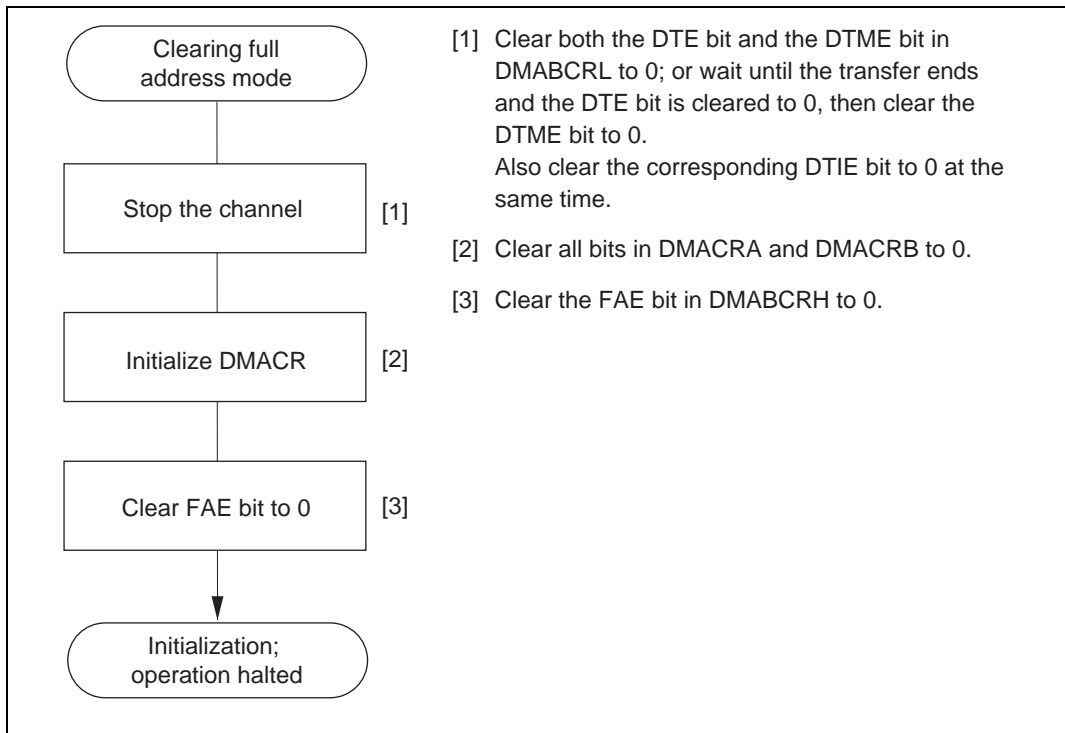 Clearing full
address mode
Stop the channel
[1]
Initialize DMACR
[2]
Clear FAE bit to 0
[3]
Initialization;
operation halted
[1] Clear both the DTE bit and the DTME bit in
DMABCRL to 0; or wait until the transfer ends
and the DTE bit is cleared to 0, then clear the
DTME bit to 0.
Also clear the corresponding DTIE bit to 0 at the
same time.
[2] Clear all bits in DMACRA and DMACRB to 0.
[3] Clear the FAE bit in DMABCRH to 0.